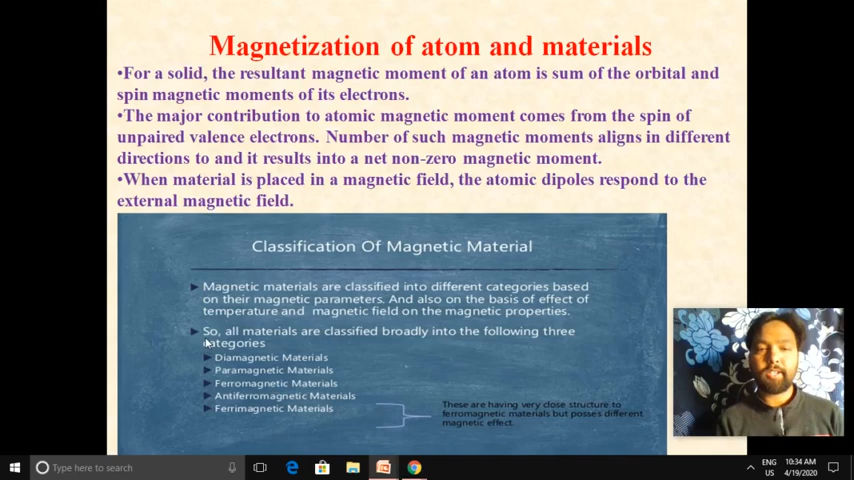 Magnetization of atom and materials
•For a solid, the resultant magnetic moment of an atom is sum of the orbital and
spin magnetic moments of its electrons.
•The major contribution to atomic magnetic moment comes from the spin of
unpaired valence electrons. Number of such magnetic moments aligns in different
directions to and it results into a net non-zero magnetic moment.
•When material is placed in a magnetic field, the atomic dipoles respond to the
external magnetic field.
Classification Of Magnetic Material
Magnetic materials are classified into different categories based
on their magnetic parameters. And also on the basis of effect of
temperature and magnetic field on the magnetic properties.
So, all materials are classified broadly into the following three
categories
Diamagnetic Materials
Paramagnetic Materials
Ferromagnetic Materials
Antiferromagnetic Materials
Ferrimagnetic Materials
These are having very close structure to
ferromagnetic materials but posses different
magnetic effect.
Type here to search
ENG
US
10:34 AM
4/19/2020